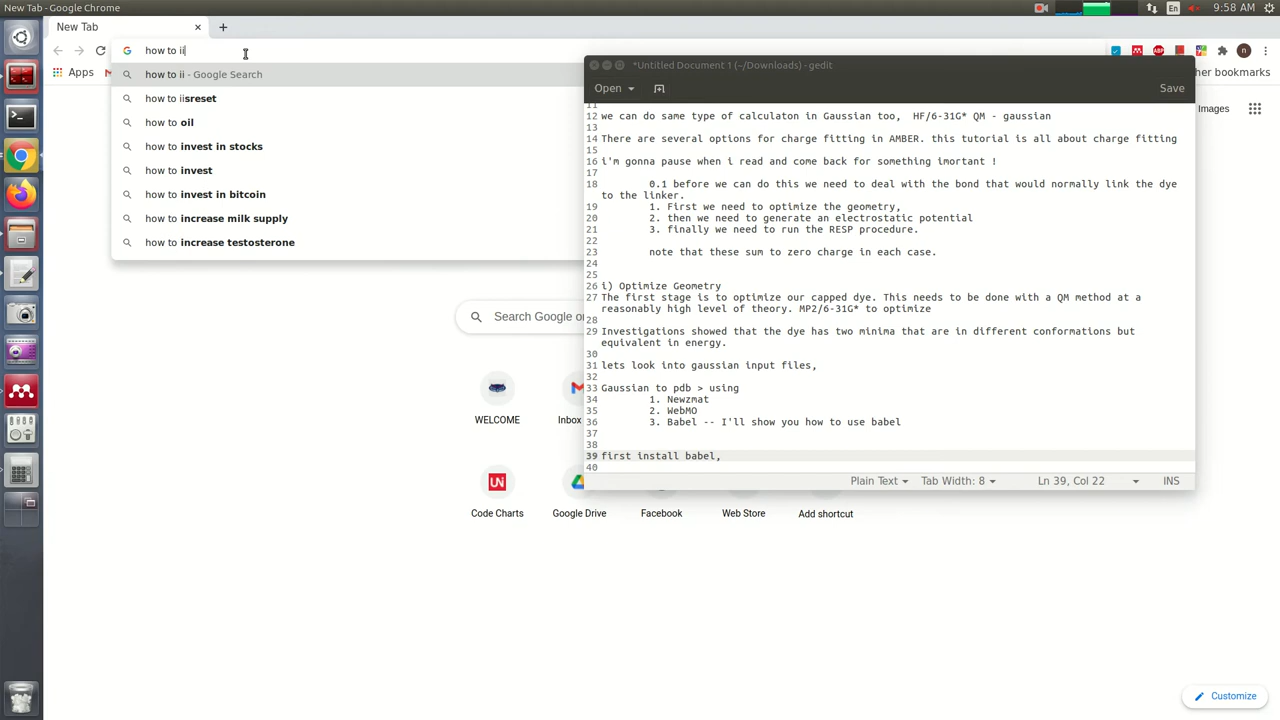 New Tab - Google Chrome
En
9:58 AM
New Tab
how to ii
how to ii - Google Search
how to iisreset
how to oil
how to invest in stocks
how to invest
how to invest in bitcoin
how to increase milk supply
how to increase testosterone
Apps
her bookmarks
Images
Search Google or
WELCOME
Inbox
Code Charts
Google Drive
Facebook
Web Store
Add shortcut
Customize
*Untitled Document 1 (~/Downloads) - gedit
Open
Save
11
12 we can do same type of calculaton in Gaussian too,  HF/6-31G* QM - gaussian
13
14 There are several options for charge fitting in AMBER. this tutorial is all about charge fitting
15
16 i'm gonna pause when i read and come back for something imortant !
17
18 0.1 before we can do this we need to deal with the bond that would normally link the dye
to the linker.
19 1. First we need to optimize the geometry,
20 2. then we need to generate an electrostatic potential
21 3. finally we need to run the RESP procedure.
22
23 note that these sum to zero charge in each case.
24
25
26 i) Optimize Geometry
27 The first stage is to optimize our capped dye. This needs to be done with a QM method at a
reasonably high level of theory. MP2/6-31G* to optimize
28
29 Investigations showed that the dye has two minima that are in different conformations but
equivalent in energy.
30
31 lets look into gaussian input files,
32
33 Gaussian to pdb > using
34 1. Newzmat
35 2. WebMO
36 3. Babel -- I'll show you how to use babel
37
38
39 first install babel,
40
Plain Text
Tab Width: 8
Ln 39, Col 22
INS